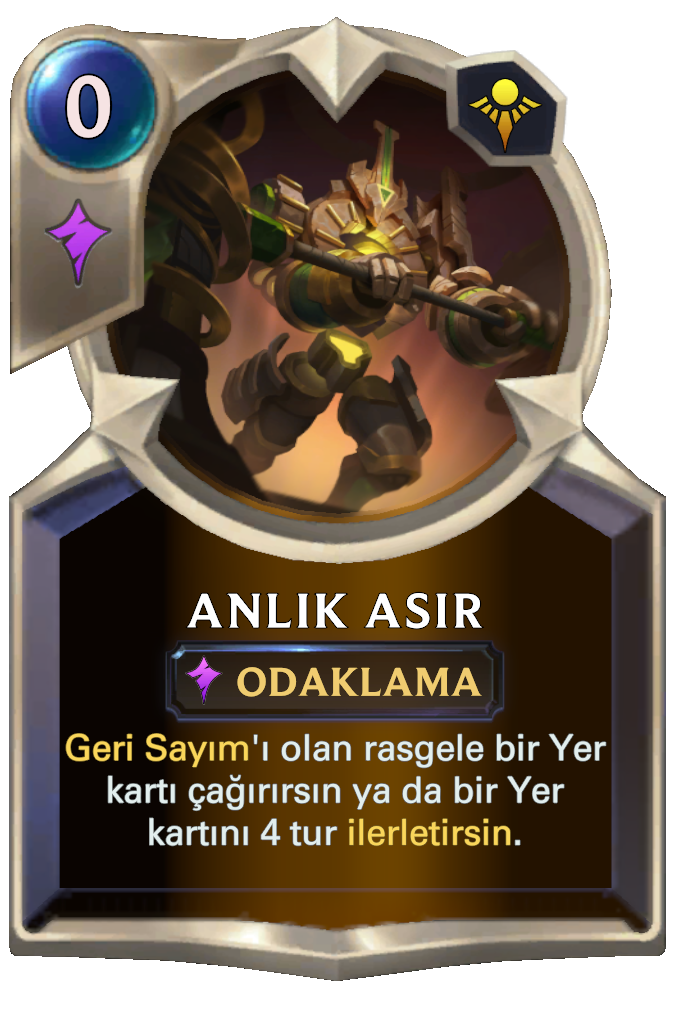 0
ANLIK ASIR
ODAKLAMA
Geri Sayım'ı olan rasgele bir Yer
kartı çağırırsın ya da bir Yer
kartını 4 tur ilerletirsin.